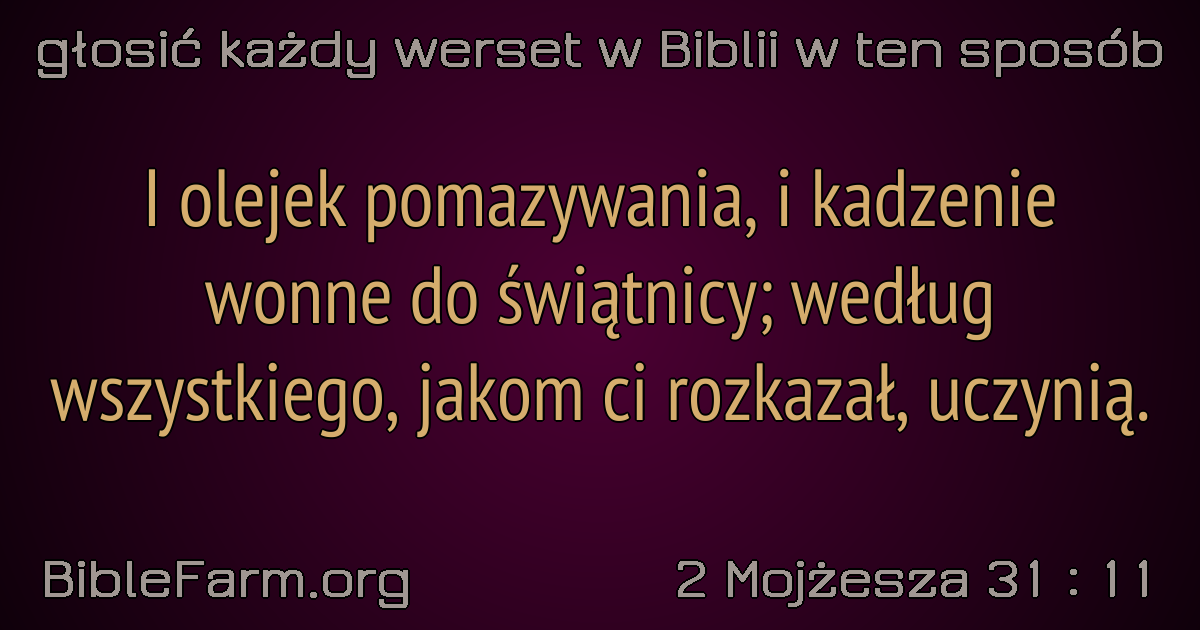 głosić każdy werset w Biblii w ten sposób
I olejek pomazywania, i kadzenie
wonne do świątnicy; według
wszystkiego, jakom ci rozkazał, uczynią.
BibleFarm.org
2 Mojżesza 31 : 11